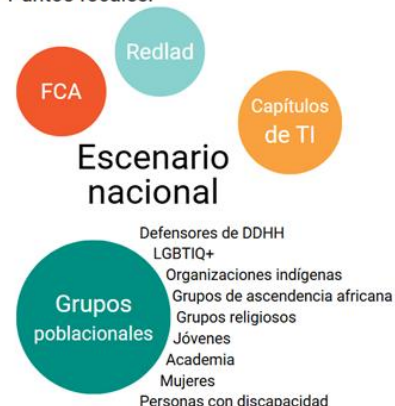 Redlad
FCA
Capítulos
de TI
Escenario
nacional
Defensores de DDHH
LGBTIQ+
Organizaciones indígenas
Grupos de ascendencia africana
Grupos religiosos
Jóvenes
Academia
Mujeres
Personas con discapacidad
Grupos
poblacionales